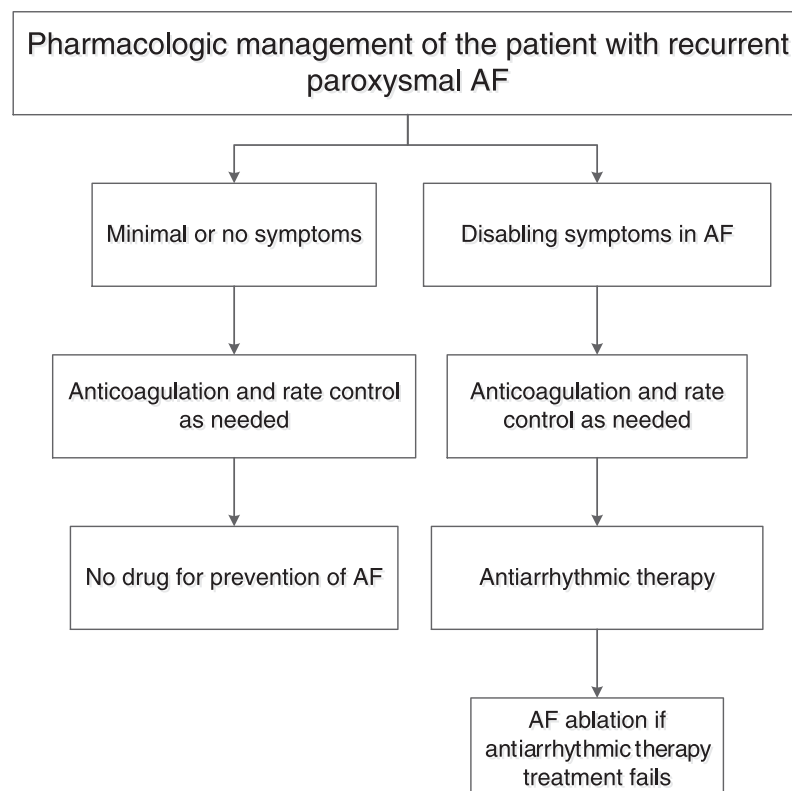 Pharmacologic management of the patient with recurrent
paroxysmal AF
Minimal or no symptoms
Disabling symptoms in AF
Anticoagulation and rate control
as needed
Anticoagulation and rate
control as needed
No drug for prevention of AF
Antiarrhythmic therapy
AF ablation if
antiarrhythmic therapy
treatment fails